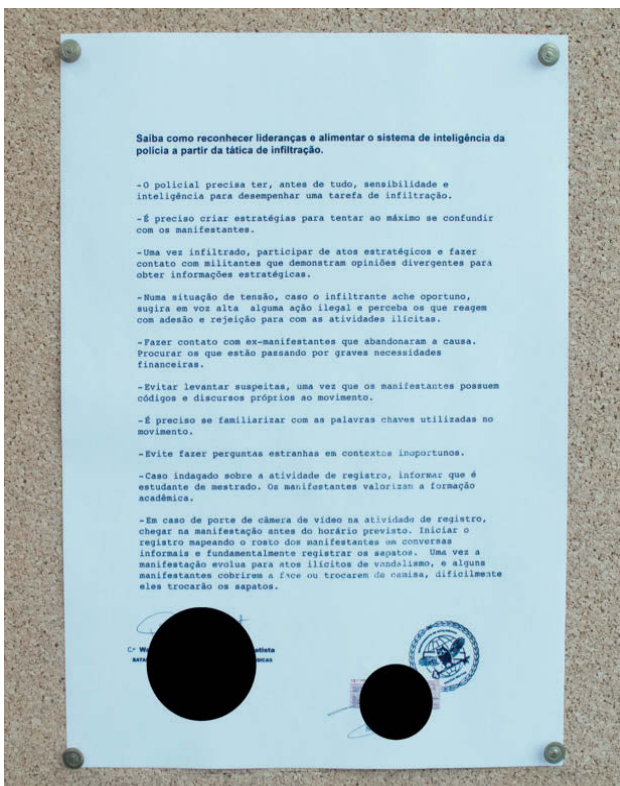 Saiba como reconhecer lideranças e alimentar o sistema de inteligência da
polícia a partir da tática de infiltração.
-O policial precisa ter, antes de tudo, sensibilidade e
inteligência para desempenhar uma tarefa de infiltração.
-É preciso criar estratégias para tentar ao máximo se confundir
com os manifestantes.
-Uma vez infiltrado, participar de atos estratégicos e fazer
contato com militantes que demonstram opiniões divergentes para
obter informações estratégicas.
-Numa situação de tensão, caso o infiltrante ache oportuno,
sugira em voz alta alguma ação ilegal e perceba os que reagem
com adesão e rejeição para com as atividades ilícitas.
-Fazer contato com ex-manifestantes que abandonaram a causa.
Procurar os que estão passando por graves necessidades
financeiras.
-Evitar levantar suspeitas, uma vez que os manifestantes possuem
códigos e discursos próprios ao movimento.
-É preciso se familiarizar com as palavras chaves utilizadas no
movimento.
-Evite fazer perguntas estranhas em contextos inoportunos.
-Caso indagado sobre a atividade de registro, informar que é
estudante de mestrado. Os manifestantes valorizam a formação
acadêmica.
-Em caso de porte de câmera de vídeo na atividade de registro,
chegar na manifestação antes do horário previsto. Iniciar o
registro mapeando o rosto dos manifestantes em conversas
informais e fundamentalmente registrar os sapatos. Uma vez a
manifestação evolua para atos ilícitos de vandalismo, e alguns
manifestantes cobrirem a face ou trocarem de camisa, dificilmente
eles trocarão os sapatos.